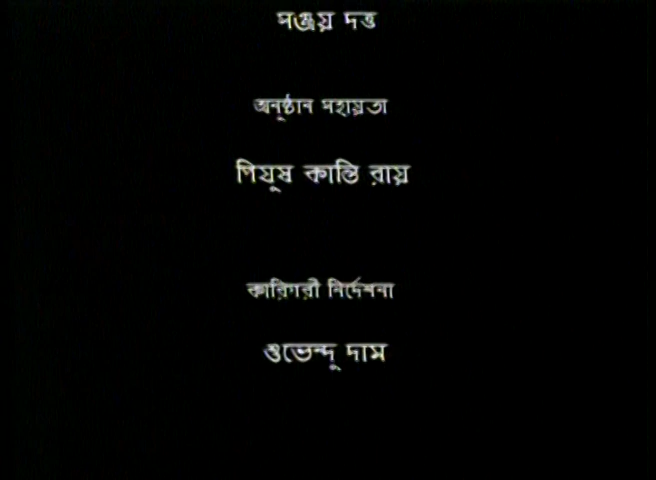 সঞ্জয় দত্ত
অনুষ্ঠান সহায়তা
পিযুষ কান্তি রায়
কারিগরী নির্দেশনা
শুভেন্দু দাস